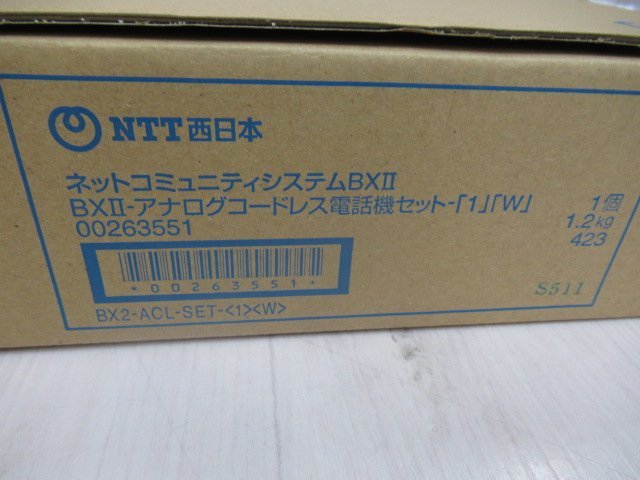 NTT西日本
ネットコミュニティシステムBXII
BXII-アナログコードレス電話機セット-「1」「W」 1個
00263551 1.2kg
423
*00263551*
S511
BX2-ACL-SET-<1><W>